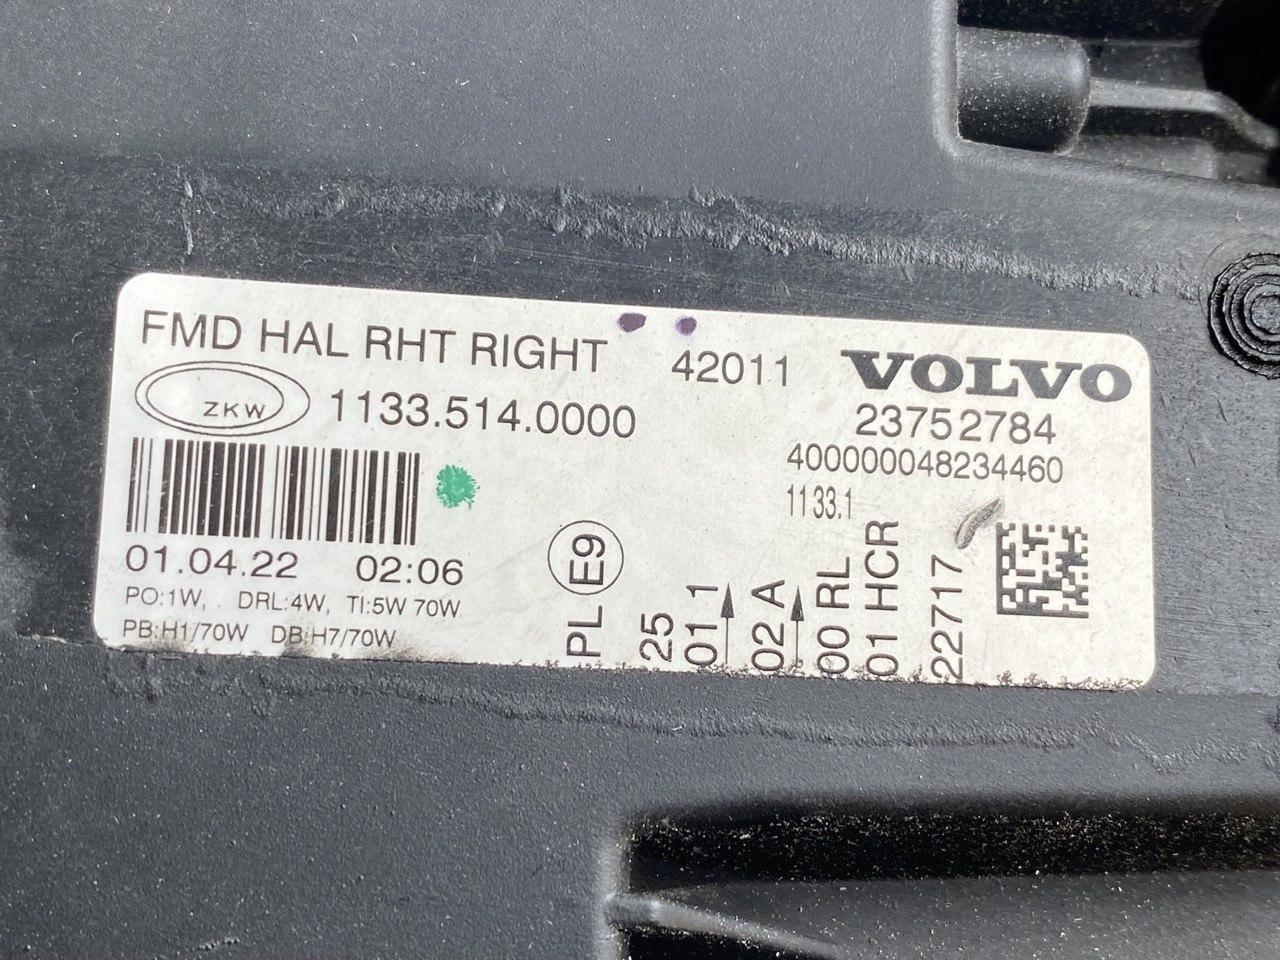 FMD HAL RHT RIGHT 42011
VOLVO
ZKW 1133.514.0000
23752784
400000048234460
1133.1
01.04.22 02:06
PO:1W, DRL:4W, TI:5W 70W
PB:H1/70W DB:H7/70W
PL E9
25
01 1
02 A
00 RL
01 HCR
22717